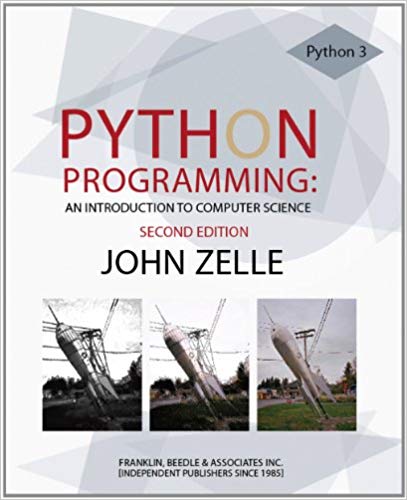 Python 3
PYTHON
PROGRAMMING:
AN INTRODUCTION TO COMPUTER SCIENCE
SECOND EDITION
JOHN ZELLE
FRANKLIN, BEEDLE & ASSOCIATES INC.
[INDEPENDENT PUBLISHERS SINCE 1985]